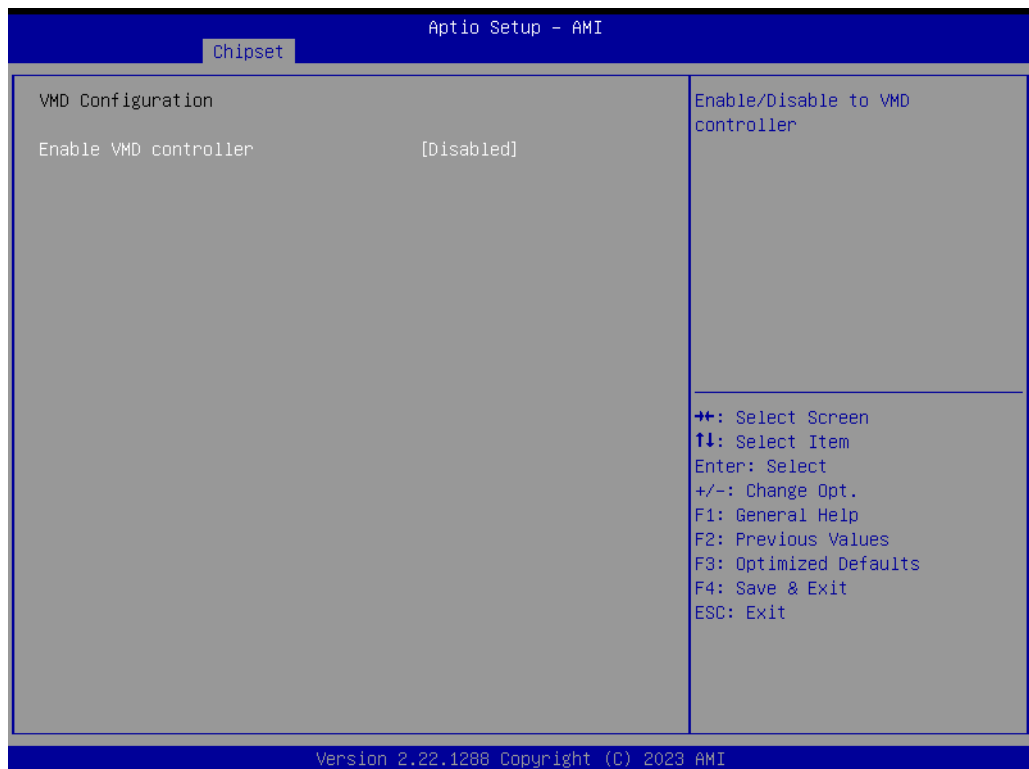 Aptio Setup – AMI
Chipset
VMD Configuration
Enable VMD controller [Disabled]
Enable/Disable to VMD
controller
→←: Select Screen
↑↓: Select Item
Enter: Select
+/-: Change Opt.
F1: General Help
F2: Previous Values
F3: Optimized Defaults
F4: Save & Exit
ESC: Exit
Version 2.22.1288 Copyright (C) 2023 AMI